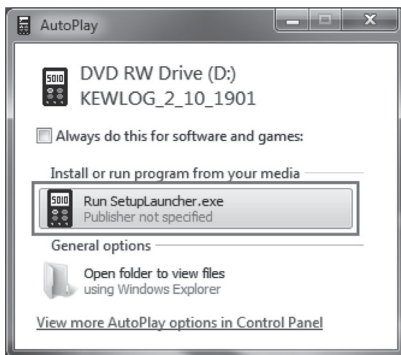 AutoPlay
DVD RW Drive (D:)
KEWLOG_2_10_1901
Always do this for software and games:
Install or run program from your media
5010
Run SetupLauncher.exe
Publisher not specified
General options
Open folder to view files
using Windows Explorer
View more AutoPlay options in Control Panel